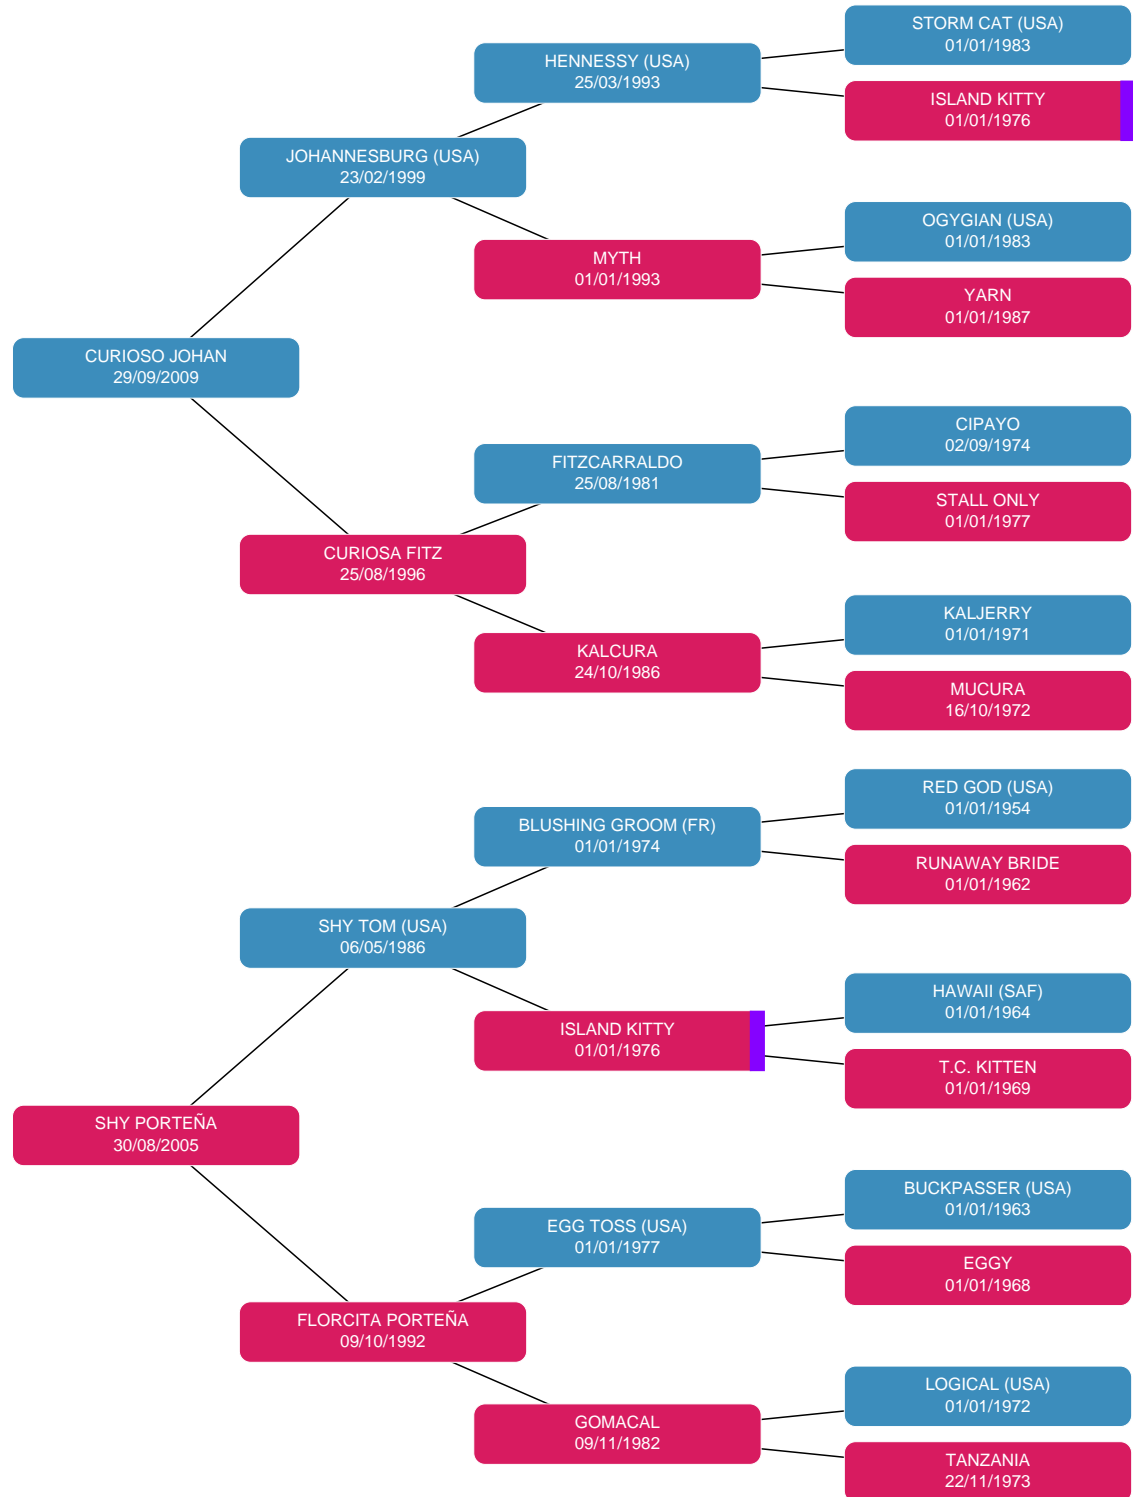 STORM CAT (USA)
01/01/1983
HENNESSY (USA)
25/03/1993
ISLAND KITTY
01/01/1976
JOHANNESBURG (USA)
23/02/1999
OGYGIAN (USA)
01/01/1983
MYTH
01/01/1993
YARN
01/01/1987
CURIOSO JOHAN
29/09/2009
CIPAYO
02/09/1974
FITZCARRALDO
25/08/1981
STALL ONLY
01/01/1977
CURIOSA FITZ
25/08/1996
KALJERRY
01/01/1971
KALCURA
24/10/1986
MUCURA
16/10/1972
RED GOD (USA)
01/01/1954
BLUSHING GROOM (FR)
01/01/1974
RUNAWAY BRIDE
01/01/1962
SHY TOM (USA)
06/05/1986
HAWAII (SAF)
01/01/1964
ISLAND KITTY
01/01/1976
T.C. KITTEN
01/01/1969
SHY PORTEÑA
30/08/2005
BUCKPASSER (USA)
01/01/1963
EGG TOSS (USA)
01/01/1977
EGGY
01/01/1968
FLORCITA PORTEÑA
09/10/1992
LOGICAL (USA)
01/01/1972
GOMACAL
09/11/1982
TANZANIA
22/11/1973